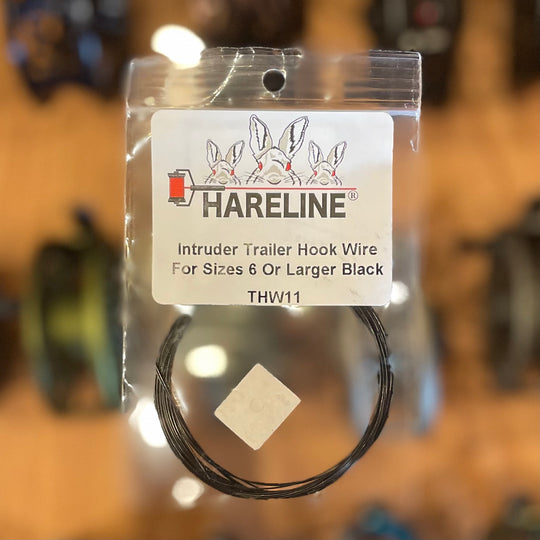 HARELINE®
Intruder Trailer Hook Wire
For Sizes 6 Or Larger Black
THW11